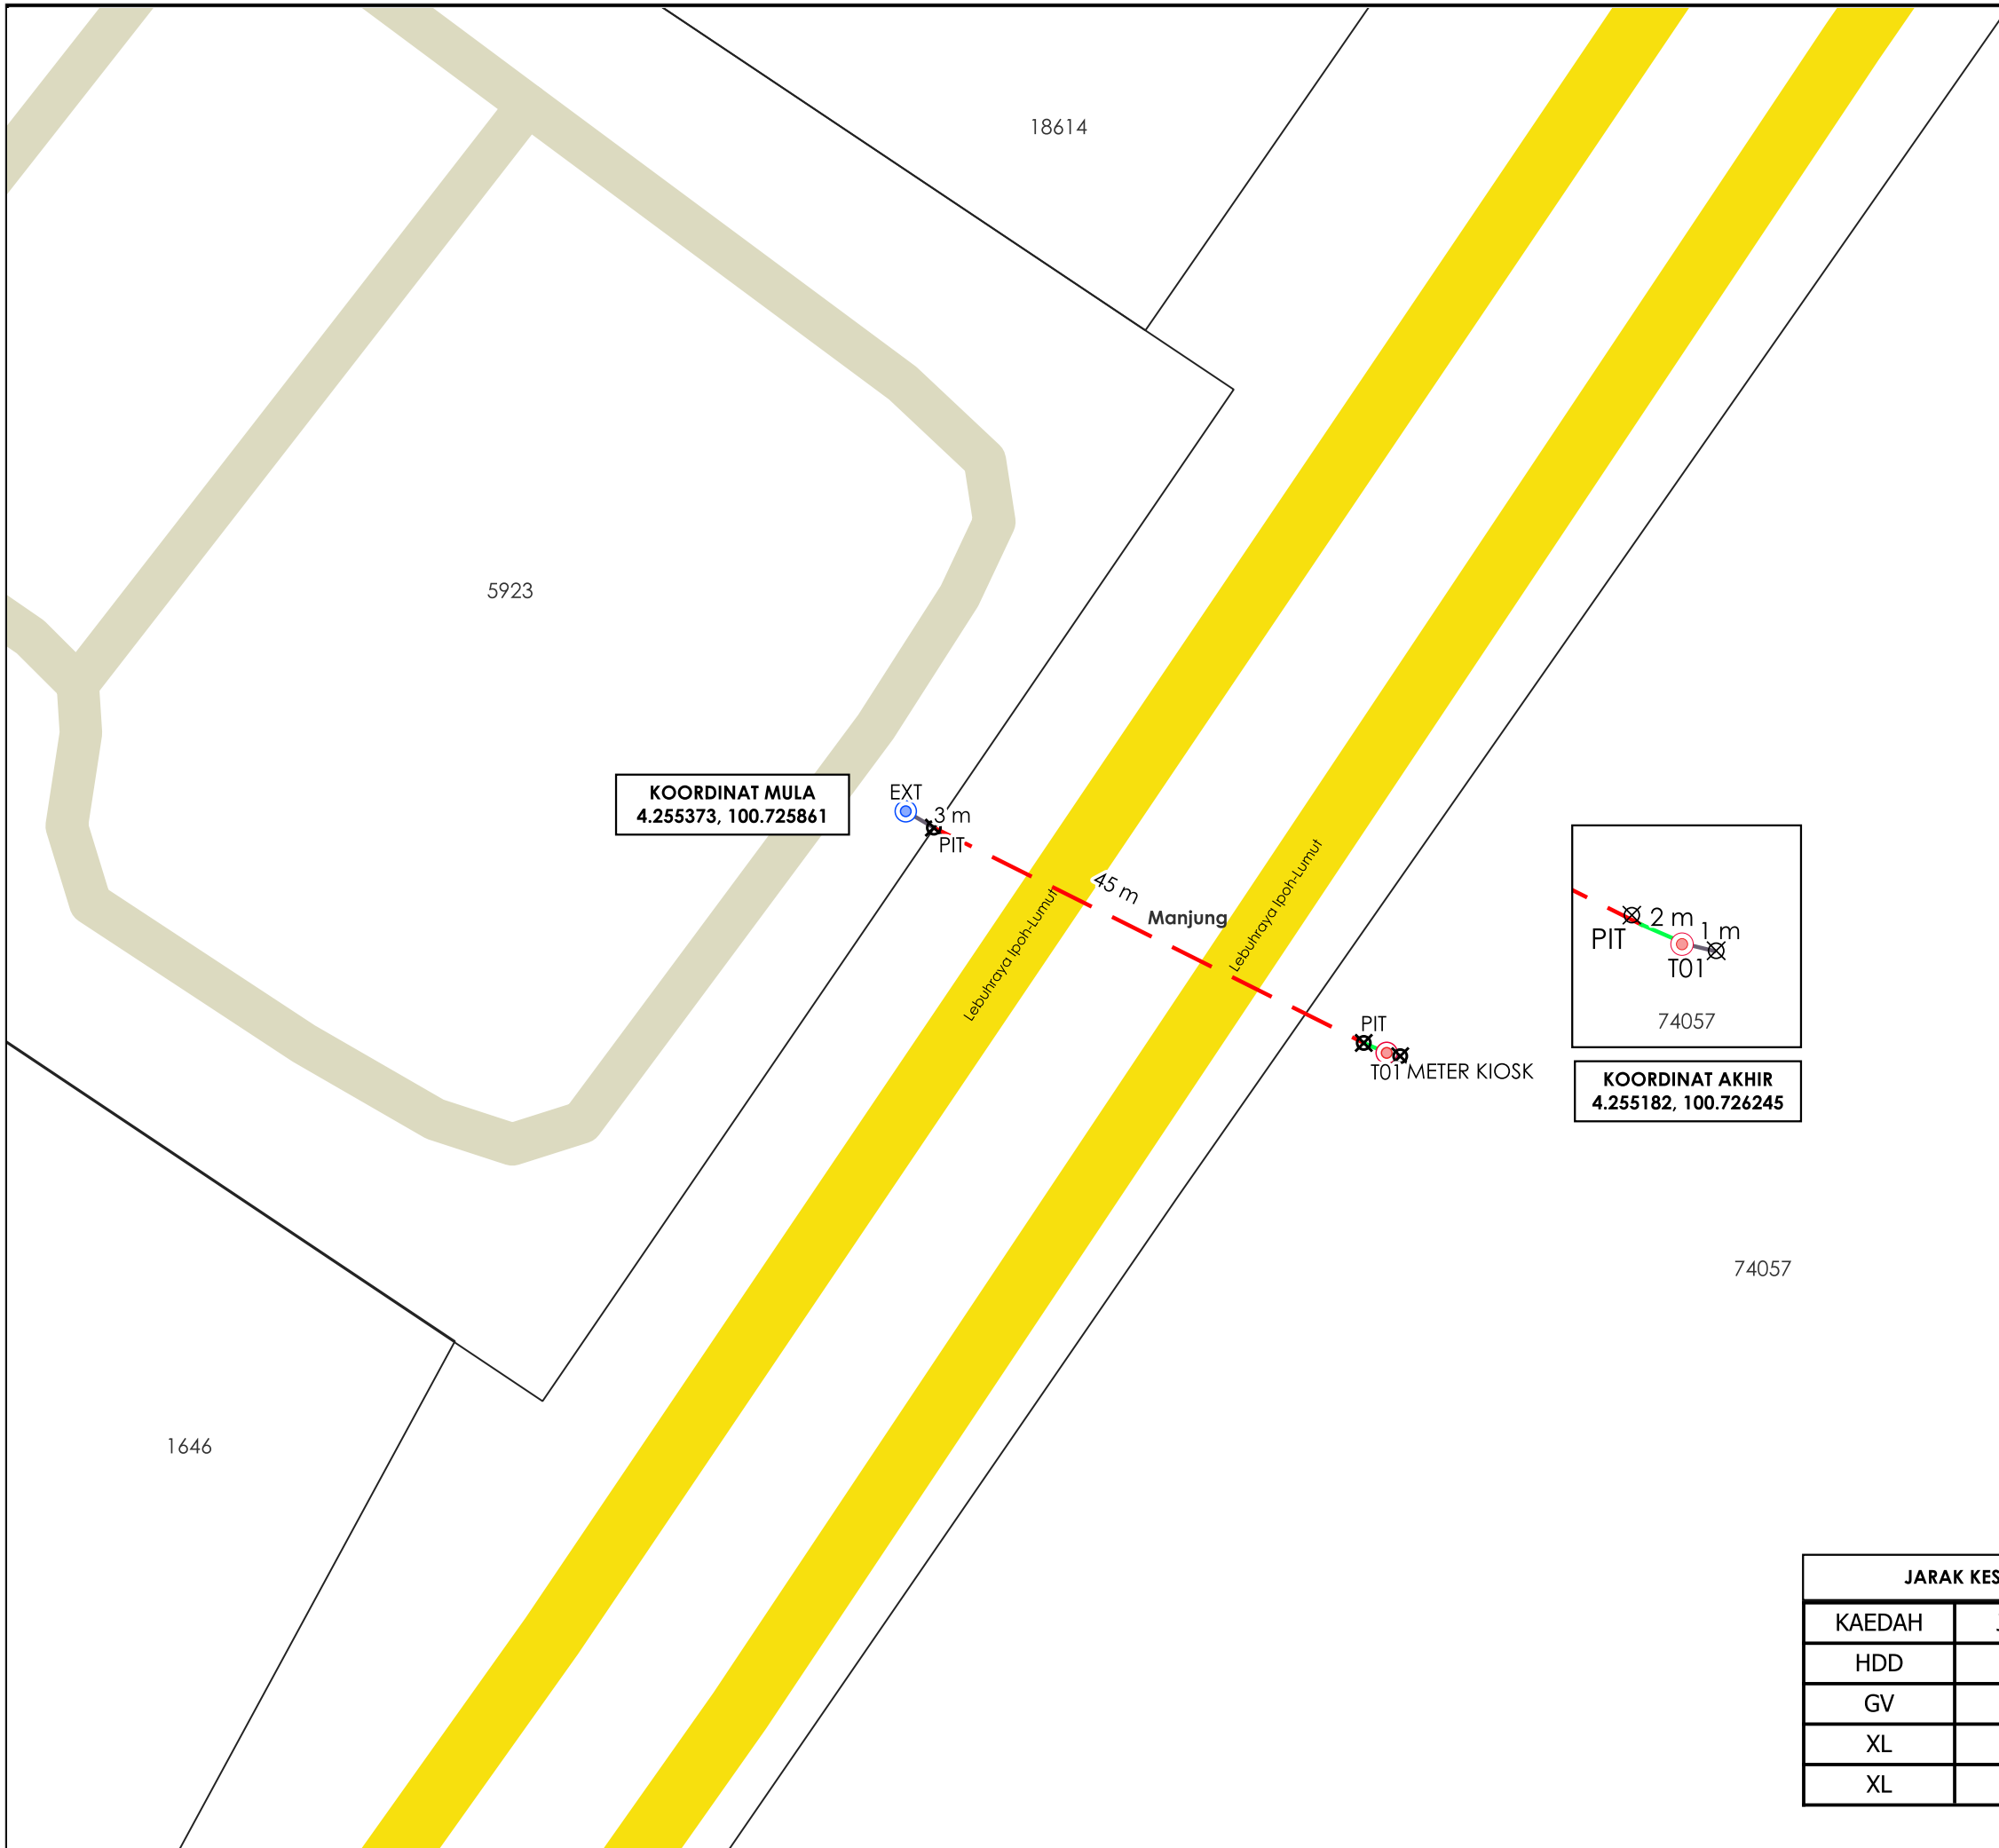 18614
5923
KOORDINAT MULA
4.255373, 100.725861
EXT
3 m
PIT
45 m
Manjung
Lebuhraya Ipoh-Lumut
Lebuhraya Ipoh-Lumut
2 m
1 m
PIT
T01
74057
PIT
T01 METER KIOSK
KOORDINAT AKHIR
4.255182, 100.726245
74057
1646
JARAK KES
KAEDAH
HDD
GV
XL
XL